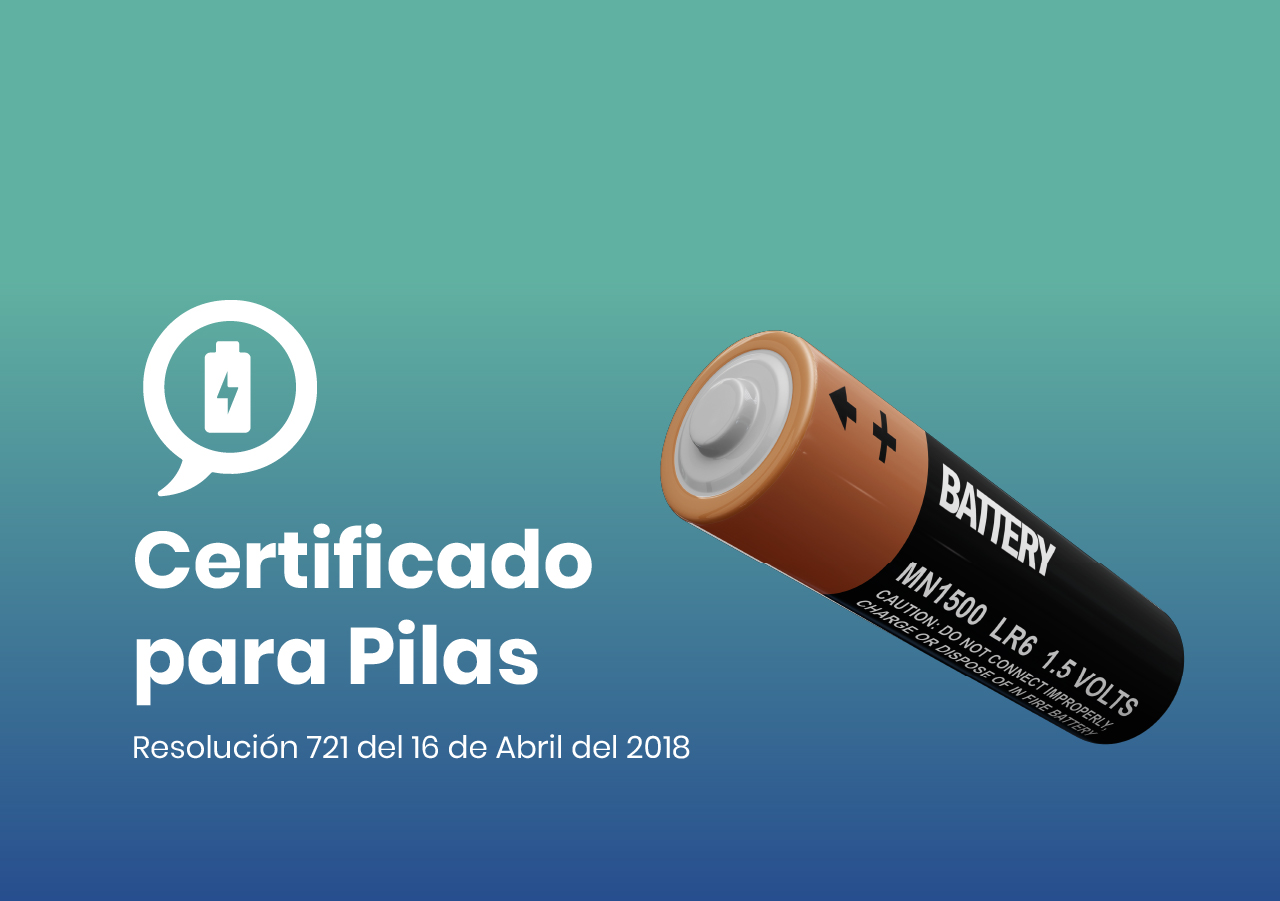 Certificado
para Pilas
Resolución 721 del 16 de Abril del 2018
+
BATTERY
MN1500 LR6 1.5 VOLTS
CAUTION: DO NOT CONNECT IMPROPERLY,
CHARGE OR DISPOSE OF IN FIRE BATTERY